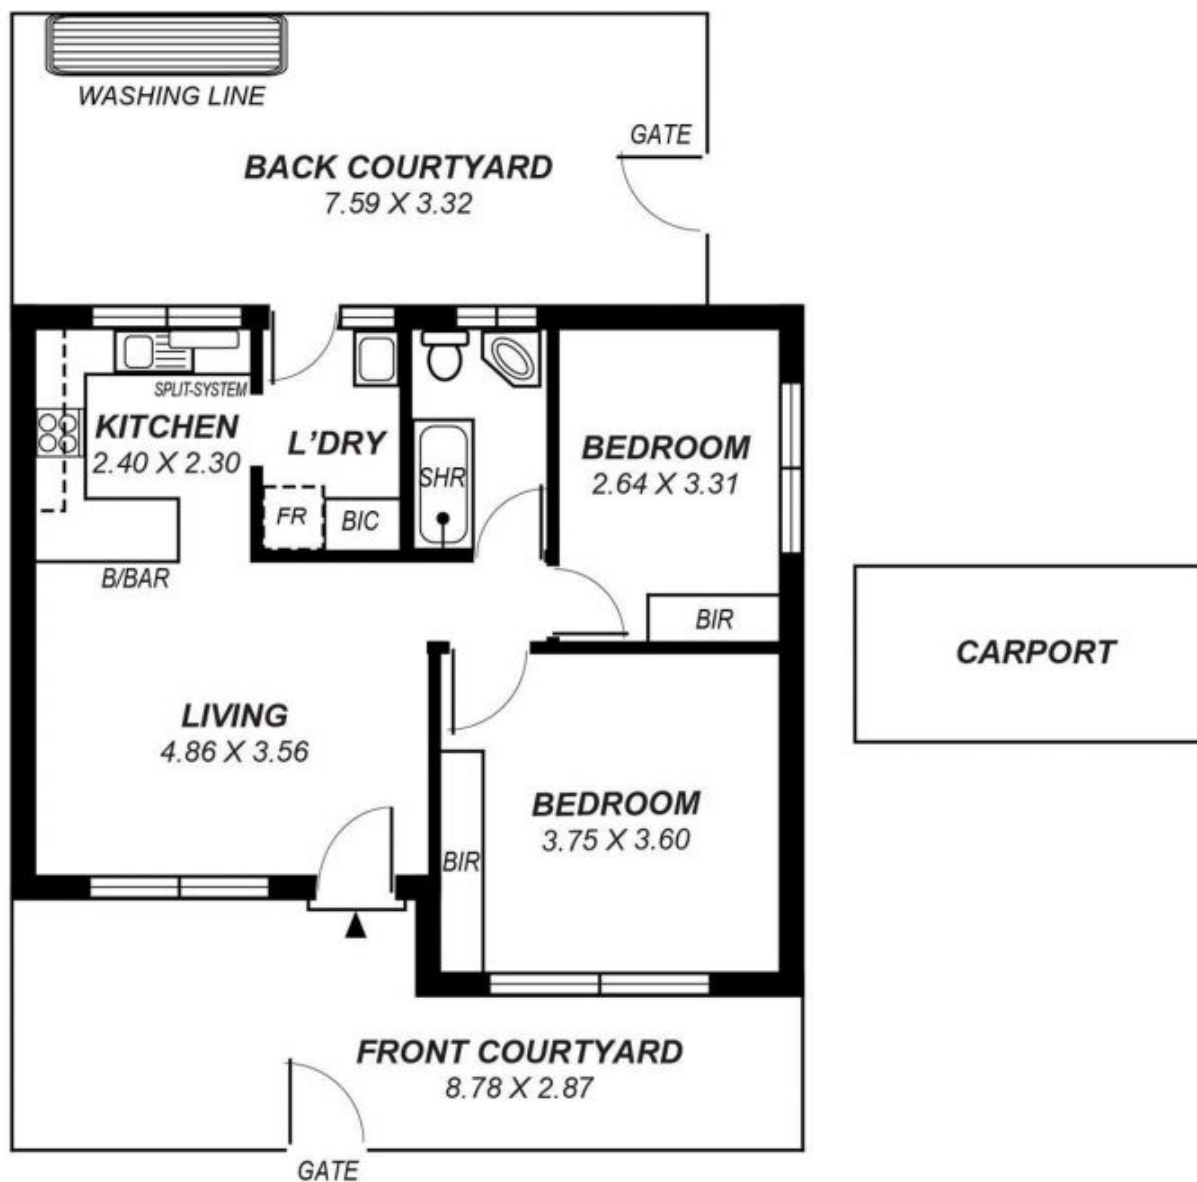 WASHING LINE
GATE
BACK COURTYARD
7.59 X 3.32
SPLIT-SYSTEM
KITCHEN
2.40 X 2.30
L'DRY
FR
BIC
SHR
BEDROOM
2.64 X 3.31
B/BAR
BIR
CARPORT
LIVING
4.86 X 3.56
BEDROOM
3.75 X 3.60
BIR
FRONT COURTYARD
8.78 X 2.87
GATE